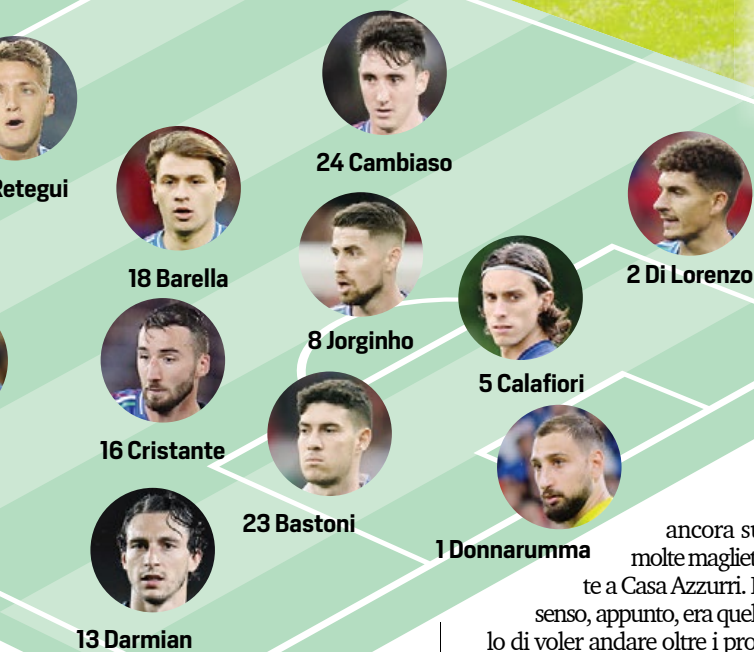 24 Cambiaso
Retegui
18 Barella
2 Di Lorenzo
8 Jorginho
5 Calafiori
16 Cristante
23 Bastoni
1 Donnarumma
13 Darmian
ancora su
molte magliet
te a Casa Azzurri. I
senso, appunto, era quel
lo di voler andare oltre i pro